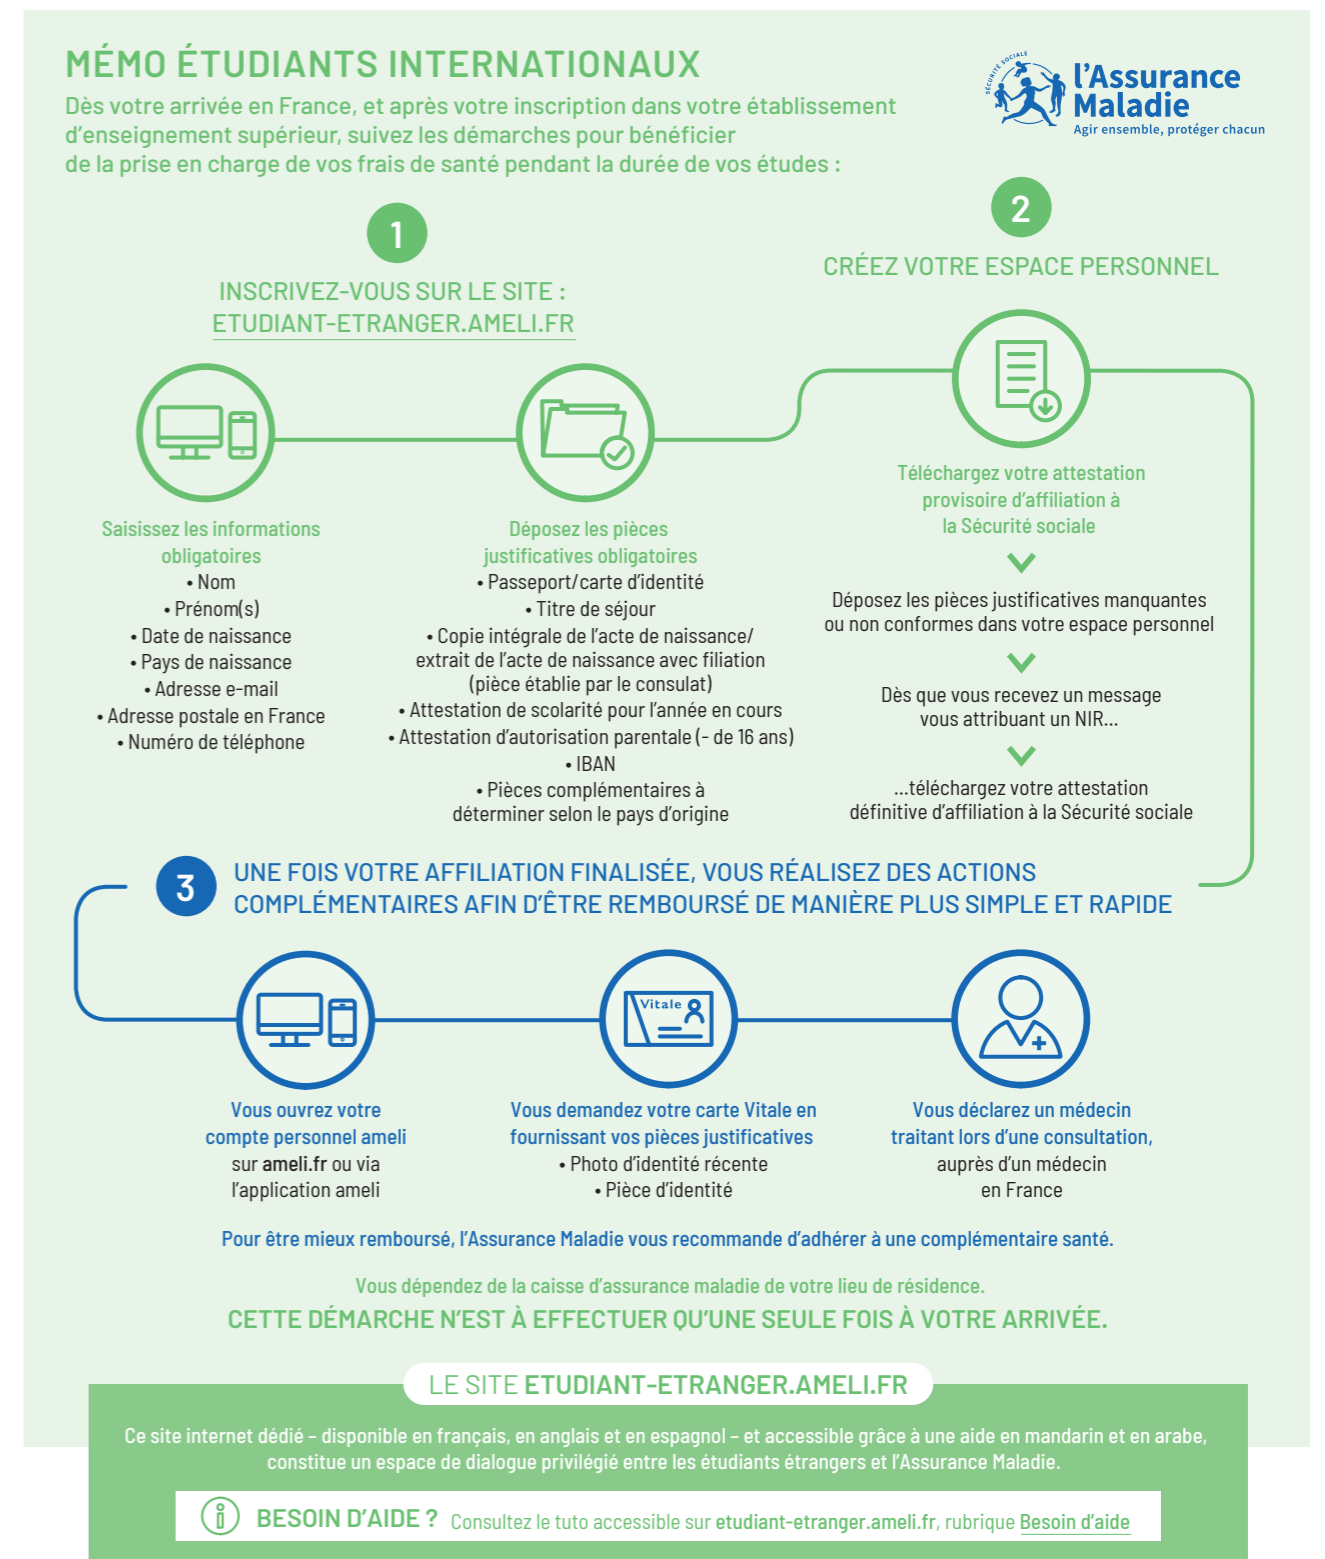 MÉMO ÉTUDIANTS INTERNATIONAUX
Dès votre arrivée en France, et après votre inscription dans votre établissement
d'enseignement supérieur, suivez les démarches pour bénéficier
de la prise en charge de vos frais de santé pendant la durée de vos études :
SÉCURITÉ SOCIALE
l'Assurance
Maladie
Agir ensemble, protéger chacun
1
INSCRIVEZ-VOUS SUR LE SITE :
ETUDIANT-ETRANGER.AMELI.FR
Saisissez les informations
obligatoires
• Nom
• Prénom(s)
• Date de naissance
• Pays de naissance
• Adresse e-mail
• Adresse postale en France
• Numéro de téléphone
Déposez les pièces
justificatives obligatoires
• Passeport/carte d'identité
• Titre de séjour
• Copie intégrale de l'acte de naissance/
extrait de l'acte de naissance avec filiation
(pièce établie par le consulat)
• Attestation de scolarité pour l'année en cours
• Attestation d'autorisation parentale (- de 16 ans)
• IBAN
• Pièces complémentaires à
déterminer selon le pays d'origine
2
CRÉEZ VOTRE ESPACE PERSONNEL
Téléchargez votre attestation
provisoire d'affiliation à
la Sécurité sociale
Déposez les pièces justificatives manquantes
ou non conformes dans votre espace personnel
Dès que vous recevez un message
vous attribuant un NIR...
...téléchargez votre attestation
définitive d'affiliation à la Sécurité sociale
3
UNE FOIS VOTRE AFFILIATION FINALISÉE, VOUS RÉALISEZ DES ACTIONS
COMPLÉMENTAIRES AFIN D'ÊTRE REMBOURSÉ DE MANIÈRE PLUS SIMPLE ET RAPIDE
Vous ouvrez votre
compte personnel ameli
sur ameli.fr ou via
l'application ameli
Vitale
Vous demandez votre carte Vitale en
fournissant vos pièces justificatives
• Photo d'identité récente
• Pièce d'identité
Vous déclarez un médecin
traitant lors d'une consultation,
auprès d'un médecin
en France
Pour être mieux remboursé, l'Assurance Maladie vous recommande d'adhérer à une complémentaire santé.
Vous dépendez de la caisse d'assurance maladie de votre lieu de résidence.
CETTE DÉMARCHE N'EST À EFFECTUER QU'UNE SEULE FOIS À VOTRE ARRIVÉE.
LE SITE ETUDIANT-ETRANGER.AMELI.FR
Ce site internet dédié – disponible en français, en anglais et en espagnol – et accessible grâce à une aide en mandarin et en arabe,
constitue un espace de dialogue privilégié entre les étudiants étrangers et l'Assurance Maladie.
BESOIN D'AIDE ? Consultez le tuto accessible sur etudiant-etranger.ameli.fr, rubrique Besoin d'aide